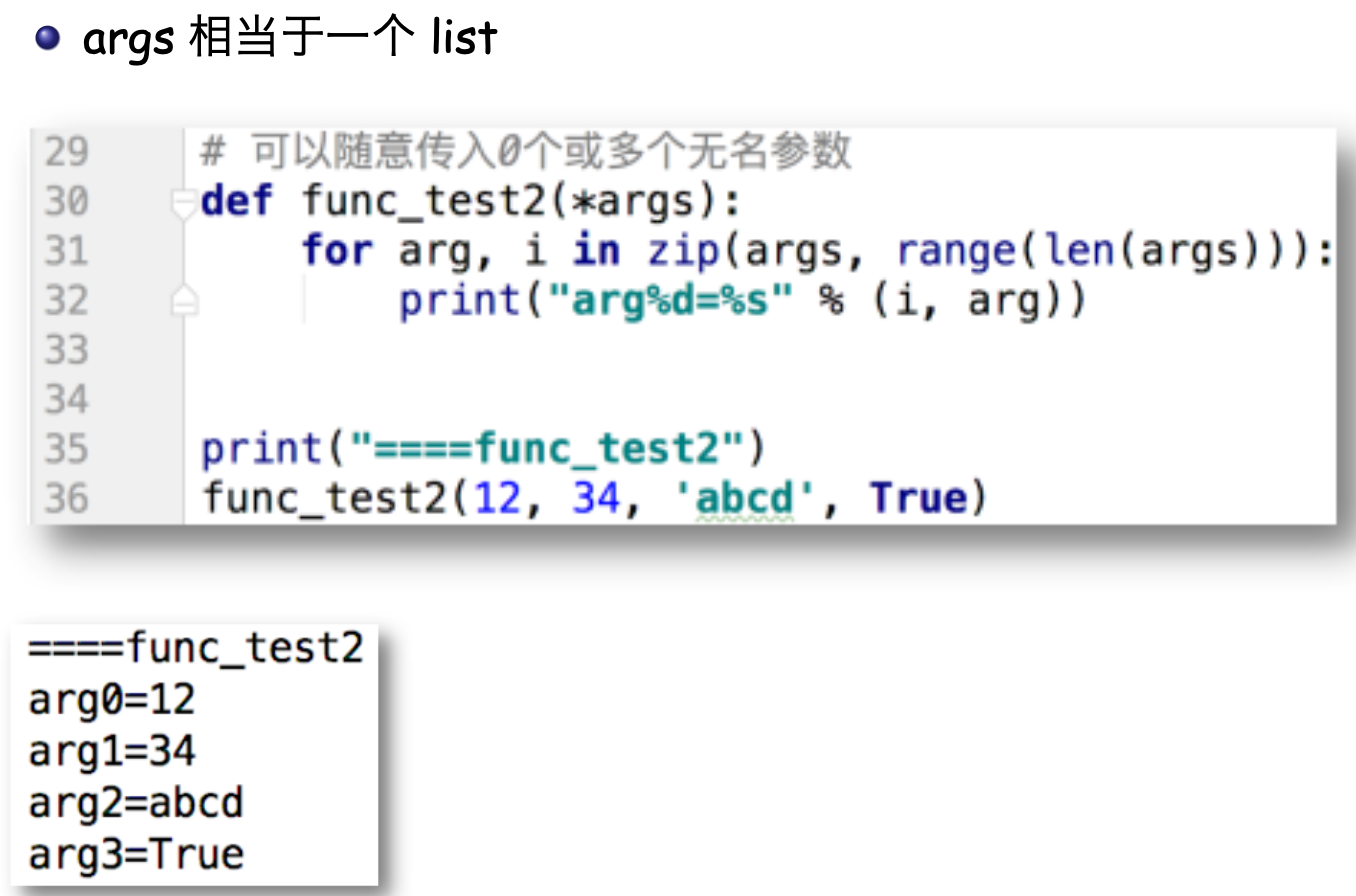 args 相当于一个 list
29 # 可以随意传入0个或多个无名参数
30 def func_test2(*args):
31     for arg, i in zip(args, range(len(args))):
32         print("arg%d=%s" % (i, arg))
33
34
35 print("====func_test2")
36 func_test2(12, 34, 'abcd', True)
====func_test2
arg0=12
arg1=34
arg2=abcd
arg3=True